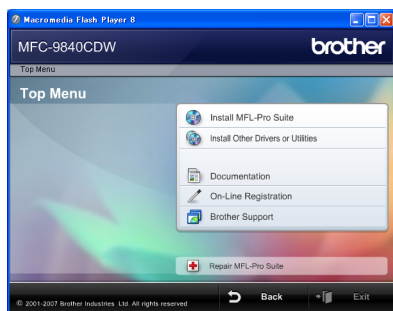 Macromedia Flash Player 8
MFC-9840CDW
brother
Top Menu
Top Menu
Install MFL-Pro Suite
Install Other Drivers or Utilities
Documentation
On-Line Registration
Brother Support
Repair MFL-Pro Suite
© 2001-2007 Brother Industries Ltd. All rights reserved
Back
Exit